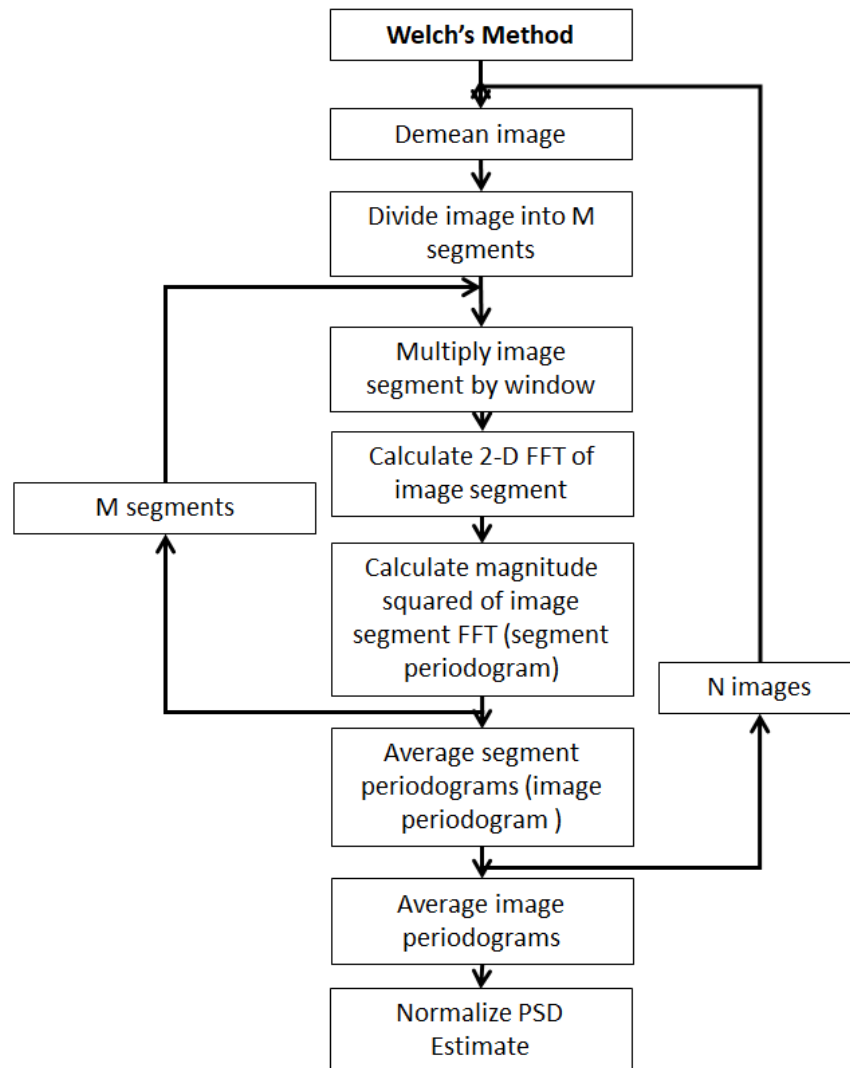 Welch's Method
Demean image
Divide image into M
segments
Multiply image
segment by window
Calculate 2-D FFT of
image segment
M segments
Calculate magnitude
squared of image
segment FFT (segment
periodogram)
N images
Average segment
periodograms (image
periodogram )
Average image
periodograms
Normalize PSD
Estimate